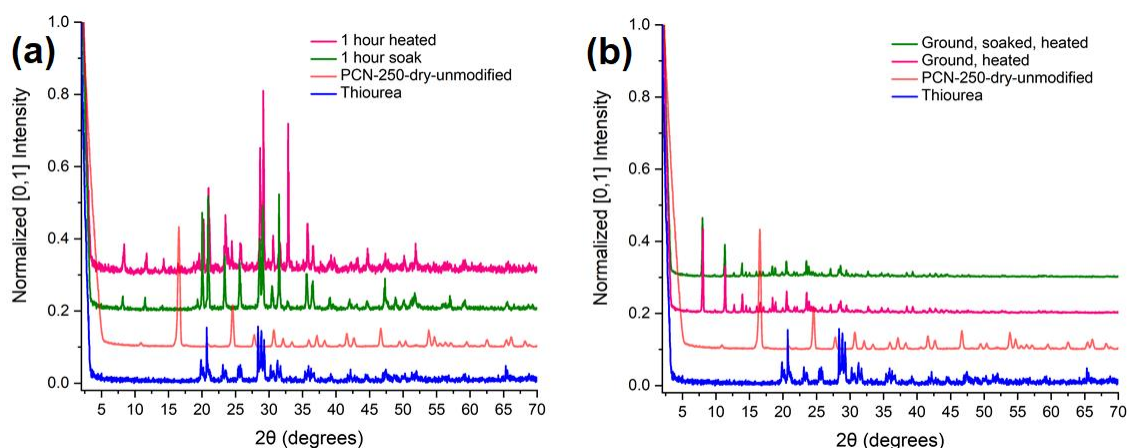 (a)
1.0
0.8
0.6
0.4
0.2
0.0
Normalized [0,1] Intensity
1 hour heated
1 hour soak
PCN-250-dry-unmodified
Thiourea
5 10 15 20 25 30 35 40 45 50 55 60 65 70
2θ (degrees)
(b)
1.0
0.8
0.6
0.4
0.2
0.0
Normalized [0,1] Intensity
Ground, soaked, heated
Ground, heated
PCN-250-dry-unmodified
Thiourea
5 10 15 20 25 30 35 40 45 50 55 60 65 70
2θ (degrees)